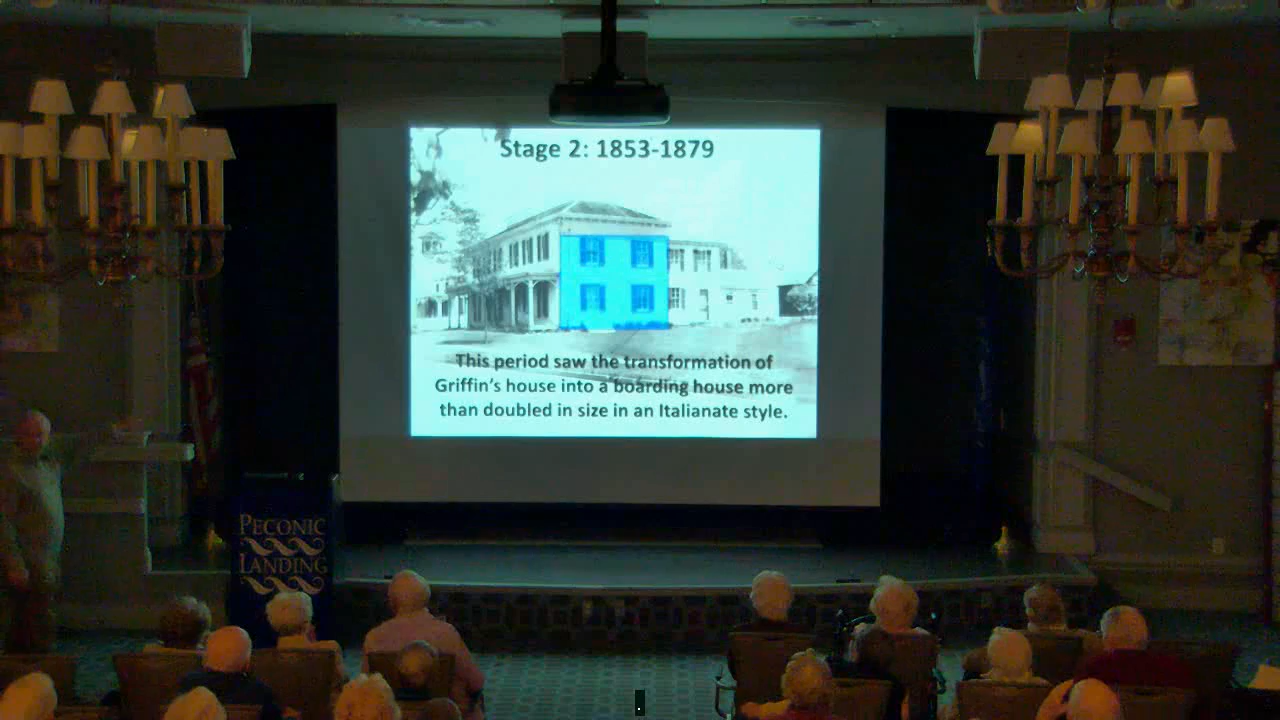 Stage 2: 1853-1879
This period saw the transformation of
Griffin's house into a boarding house more
than doubled in size in an Italianate style.
PECONIC
LANDING